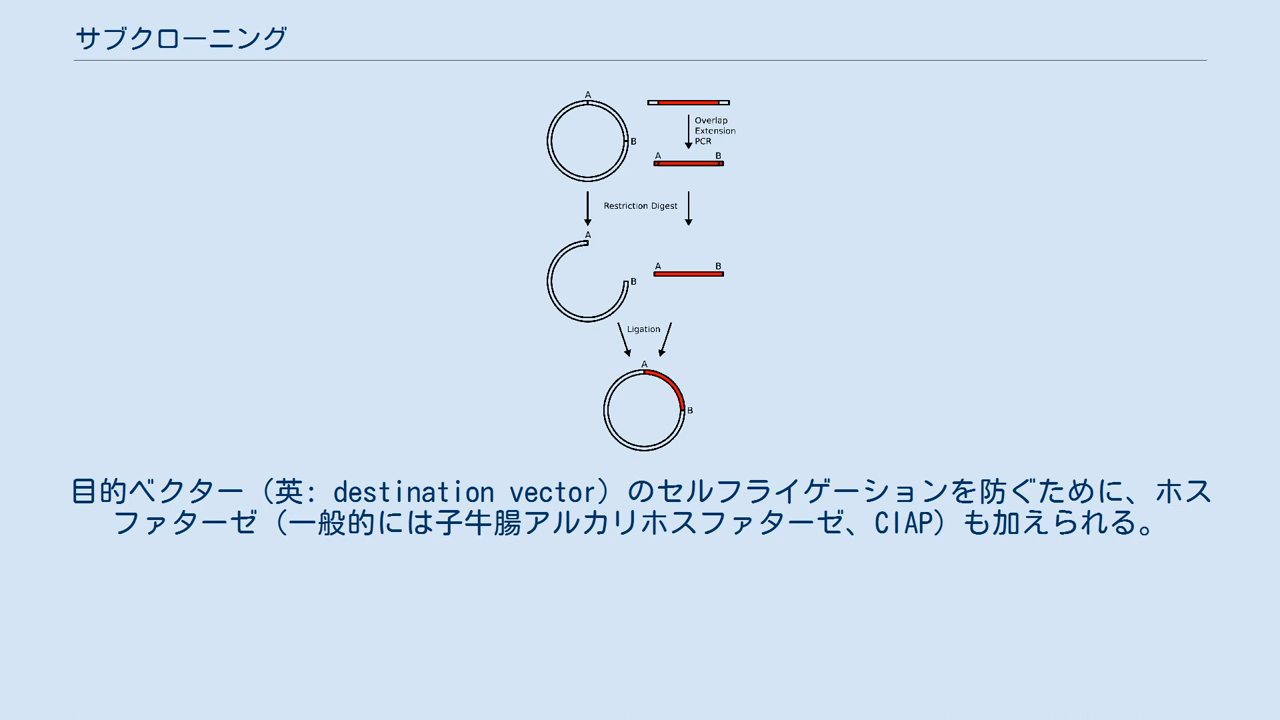 サブクローニング
A
B
Overlap
Extension
PCR
A B
Restriction Digest
A
B
A B
Ligation
A
B
目的ベクター（英: destination vector）のセルフライゲーションを防ぐために、ホス
ファターゼ（一般的には子牛腸アルカリホスファターゼ、CIAP）も加えられる。